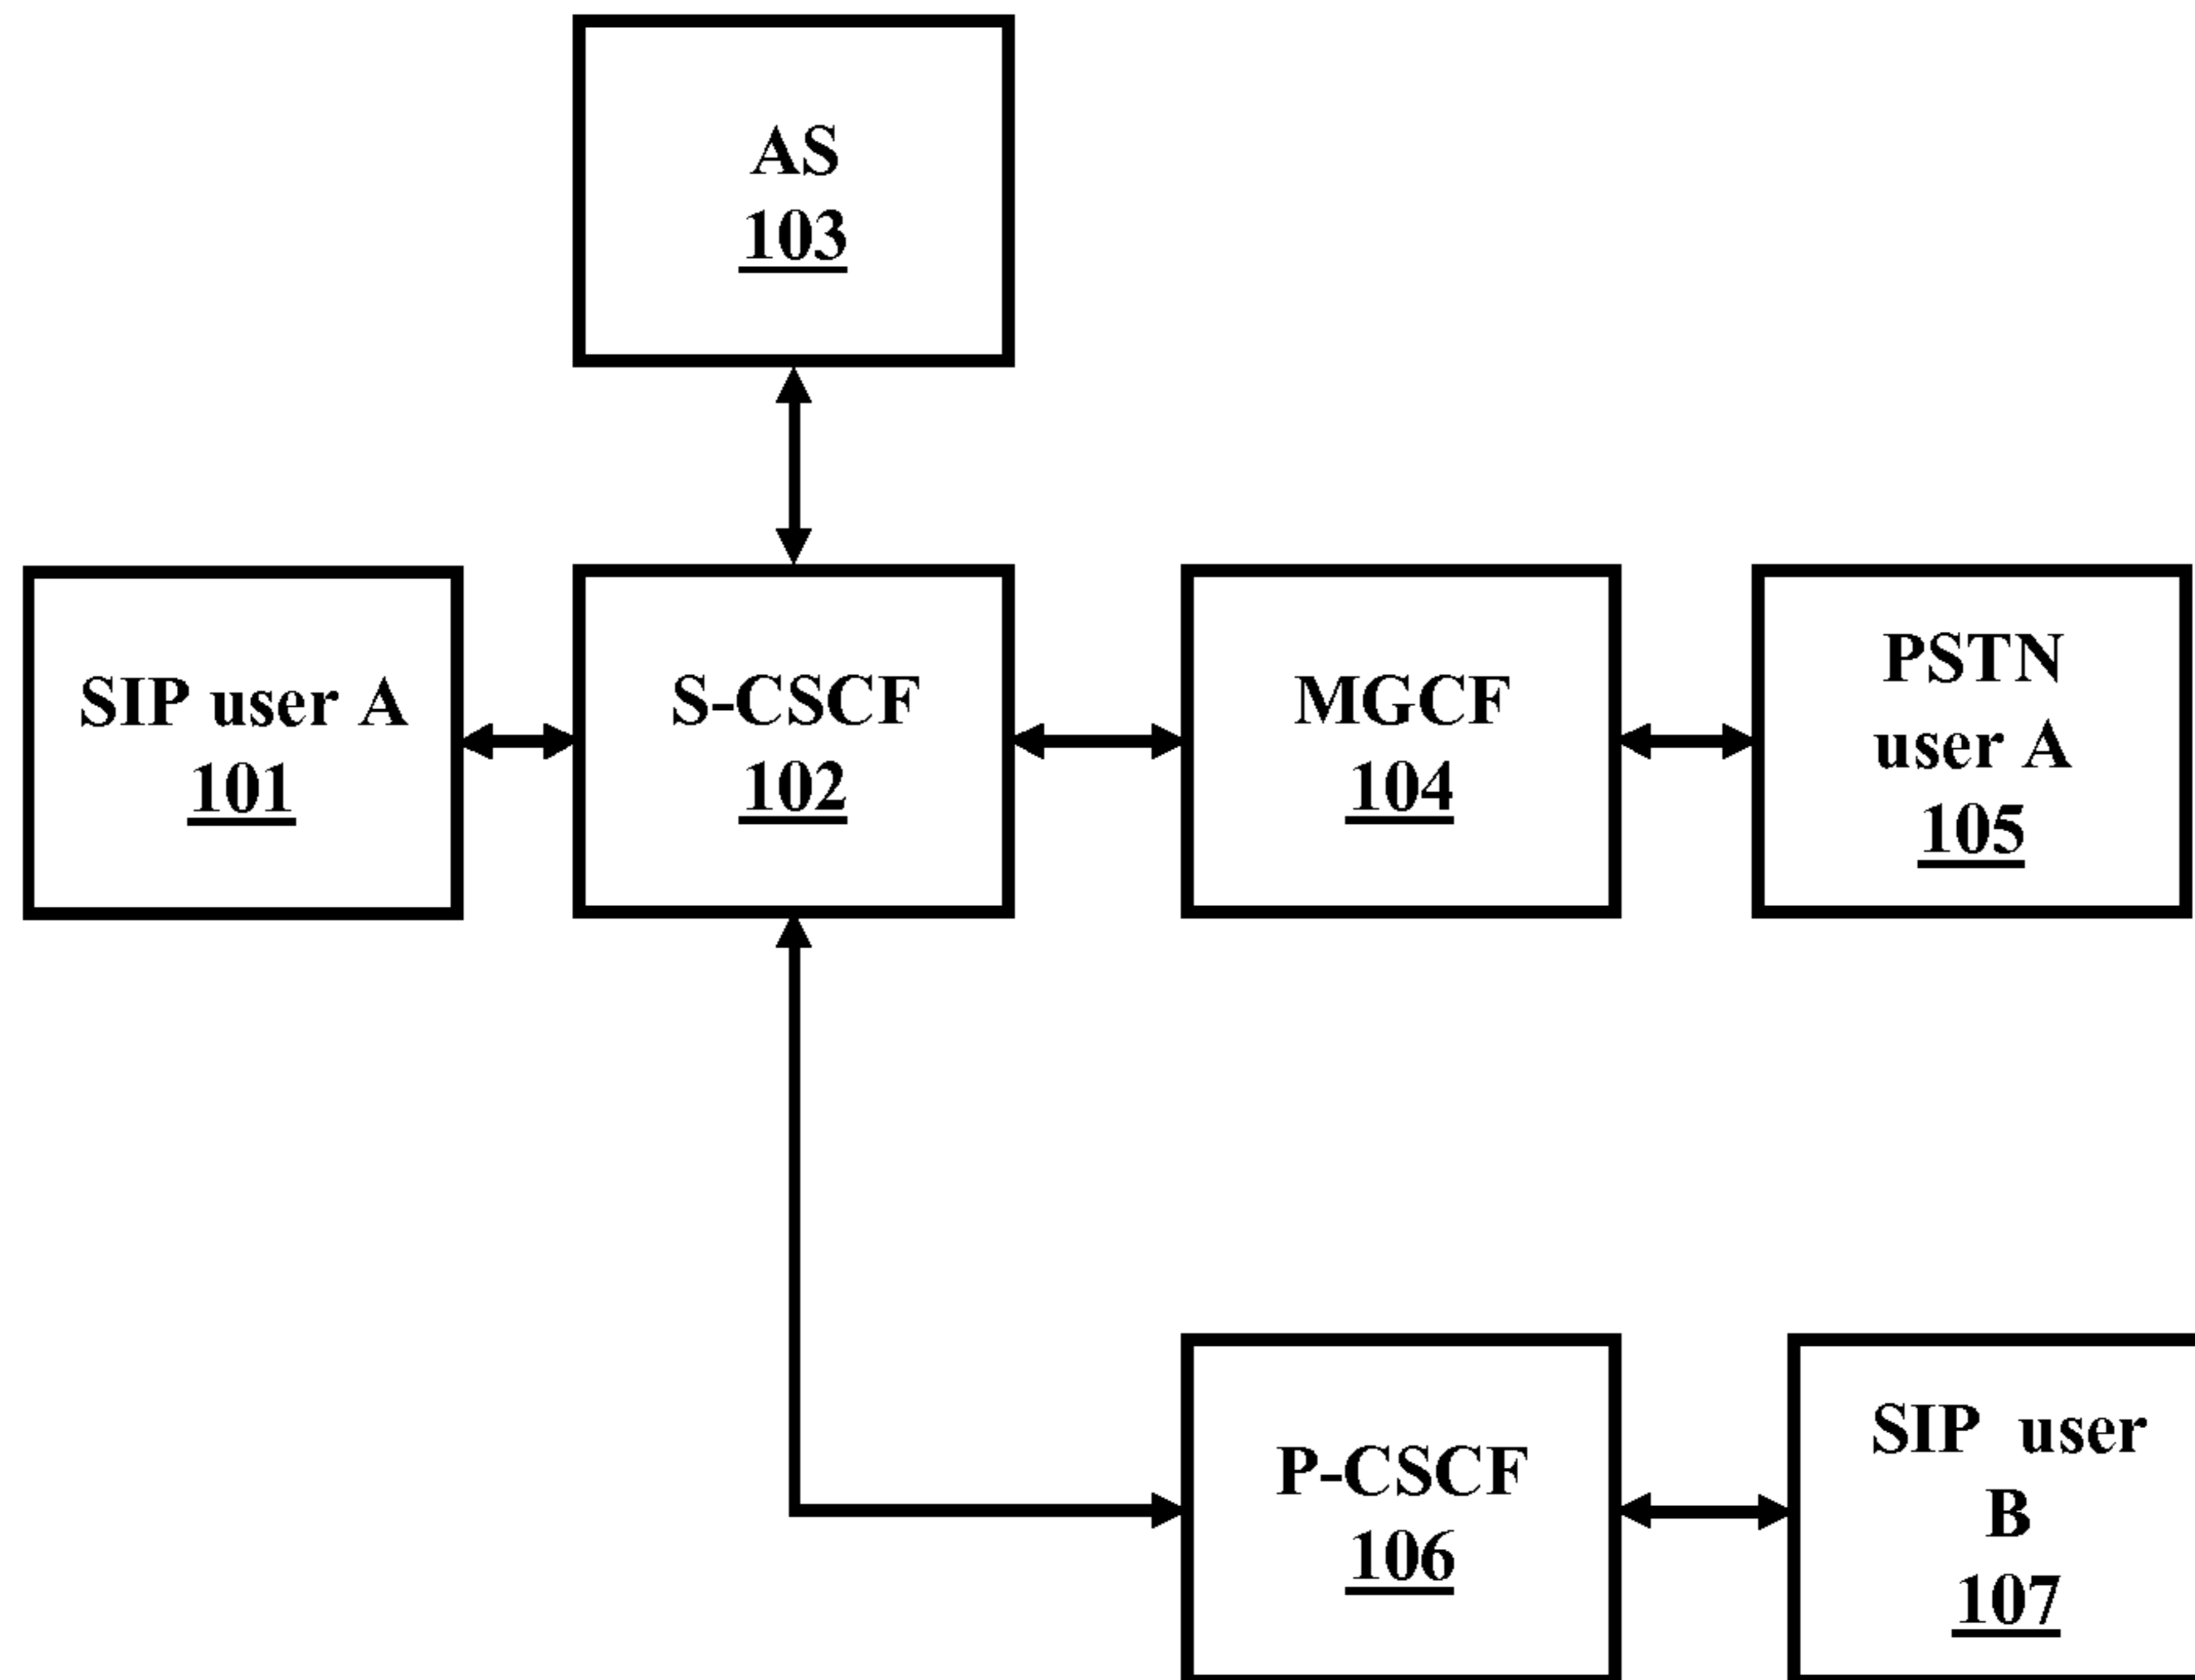 AS
103
SIP user A
101
S-CSCF
102
MGCF
104
PSTN
user A
105
P-CSCF
106
SIP user
B
107